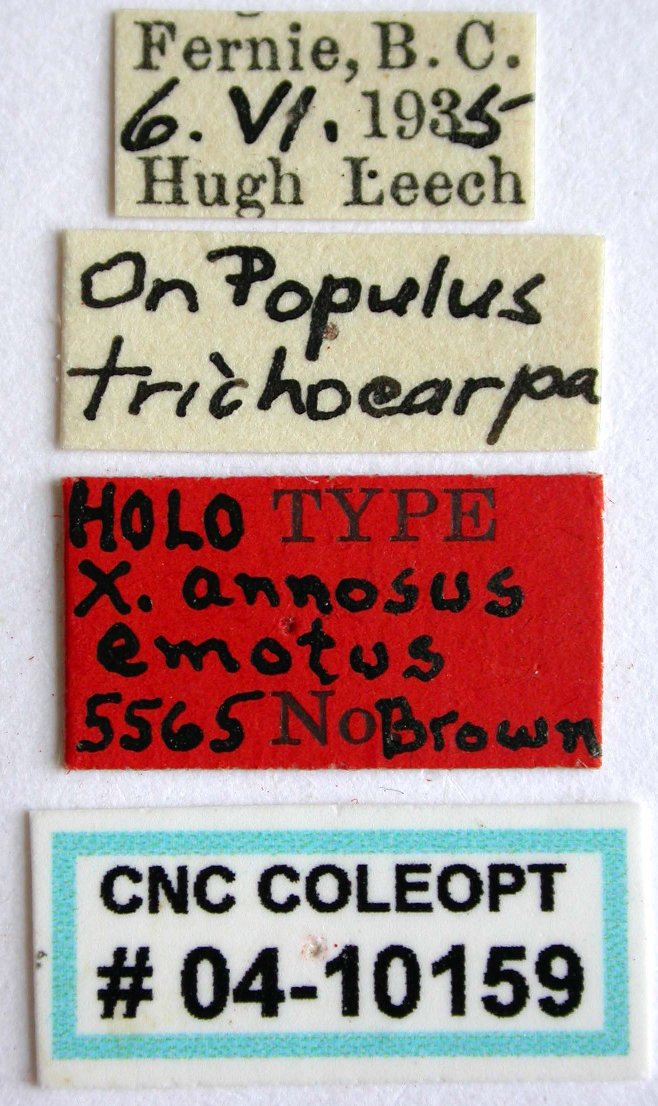 Fernie, B. C.
6. VI. 1935
Hugh Leech
On Populus
trichocarpa
HOLO TYPE
X. annosus
emotus
5565 No Brown
CNC COLEOPT
# 04-10159